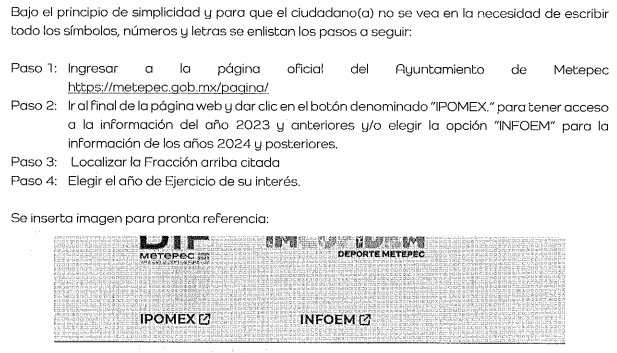 Bajo el principio de simplicidad y para que el ciudadano(a) no se vea en la necesidad de escribir
todo los símbolos, números y letras se enlistan los pasos a seguir:
Paso 1: Ingresar a la página oficial del Ayuntamiento de Metepec
https://metepec.gob.mx/pagina/
Paso 2: Ir al final de la página web y dar clic en el botón denominado "IPOMEX." para tener acceso
a la información del año 2023 y anteriores y/o elegir la opción "INFOEM" para la
información de los años 2024 y posteriores.
Paso 3: Localizar la Fracción arriba citada
Paso 4: Elegir el año de Ejercicio de su interés.
Se inserta imagen para pronta referencia:
DIF
METEPEC
DEPORTE METEPEC
IPOMEX
INFOEM